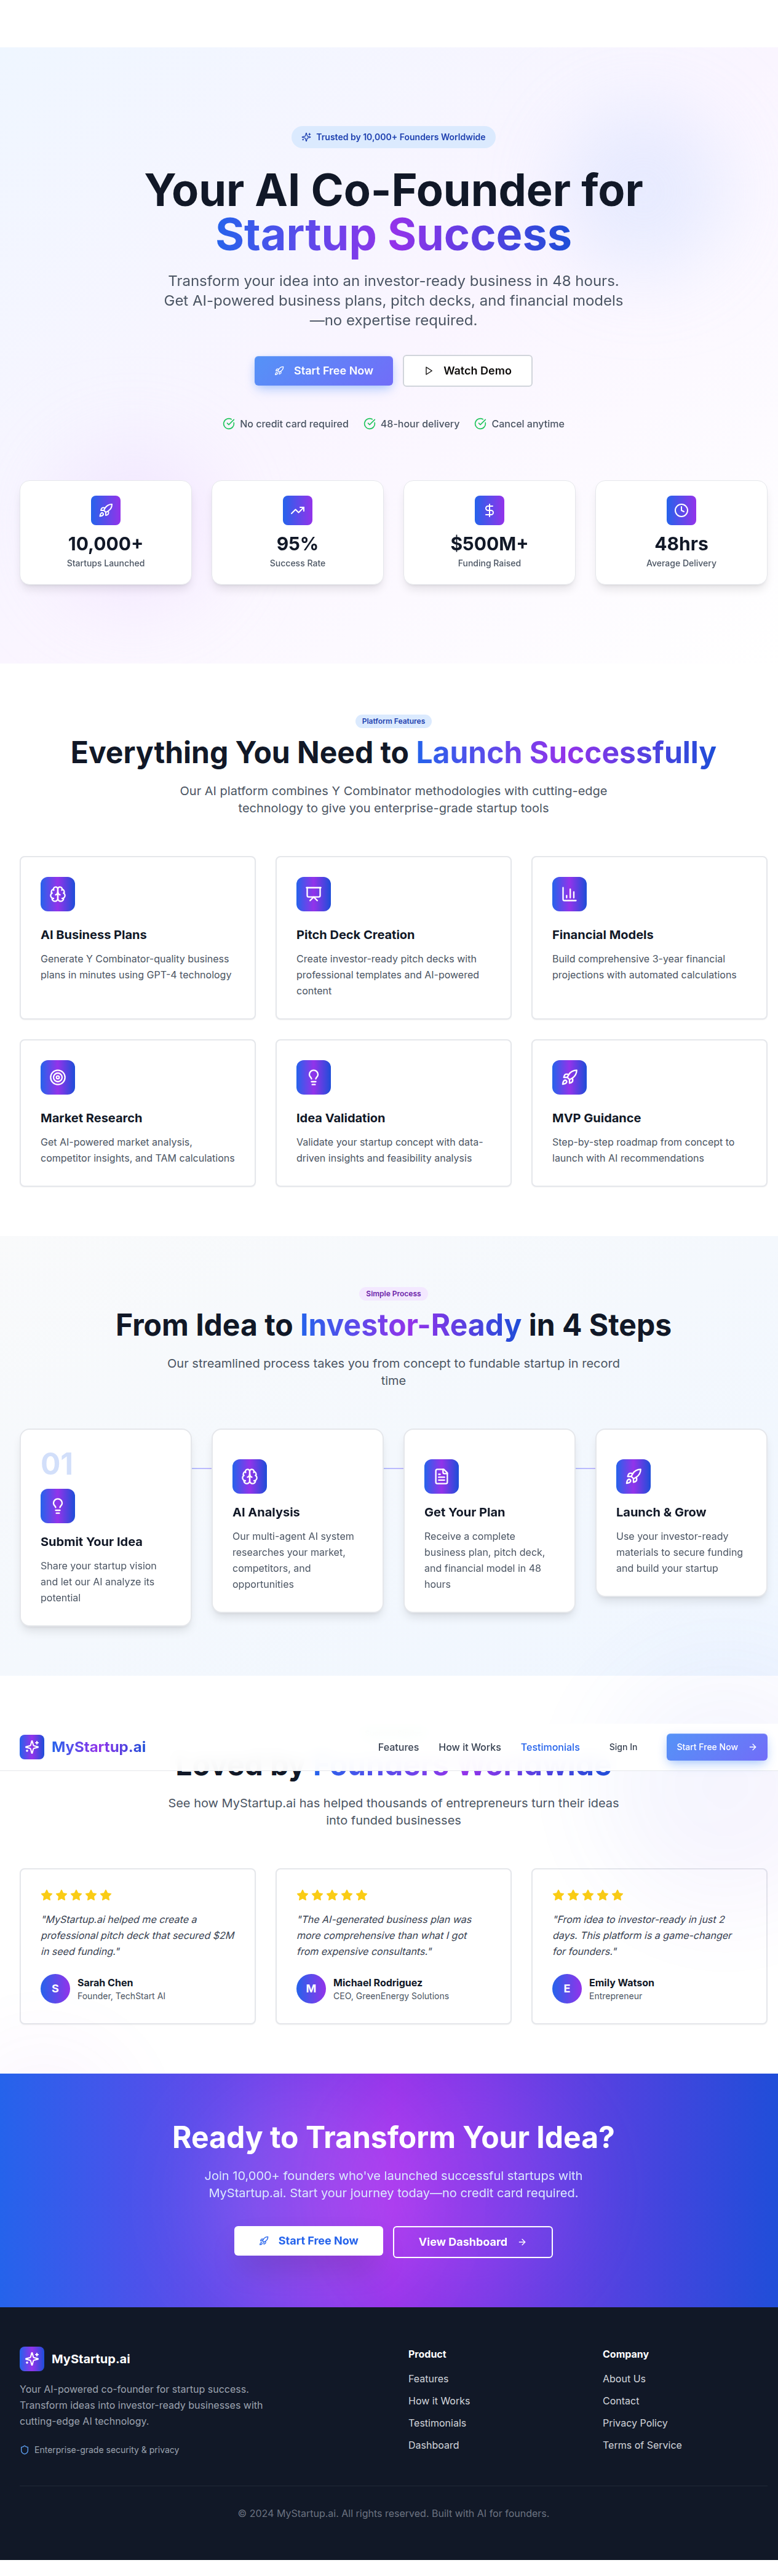 Trusted by 10,000+ Founders Worldwide
Your AI Co-Founder for
Startup Success
Transform your idea into an investor-ready business in 48 hours.
Get AI-powered business plans, pitch decks, and financial models
—no expertise required.
Start Free Now
Watch Demo
No credit card required
48-hour delivery
Cancel anytime
10,000+
Startups Launched
95%
Success Rate
$500M+
Funding Raised
48hrs
Average Delivery
Platform Features
Everything You Need to Launch Successfully
Our AI platform combines Y Combinator methodologies with cutting-edge
technology to give you enterprise-grade startup tools
AI Business Plans
Generate Y Combinator-quality business
plans in minutes using GPT-4 technology
Pitch Deck Creation
Create investor-ready pitch decks with
professional templates and AI-powered
content
Financial Models
Build comprehensive 3-year financial
projections with automated calculations
Market Research
Get AI-powered market analysis,
competitor insights, and TAM calculations
Idea Validation
Validate your startup concept with data-
driven insights and feasibility analysis
MVP Guidance
Step-by-step roadmap from concept to
launch with AI recommendations
Simple Process
From Idea to Investor-Ready in 4 Steps
Our streamlined process takes you from concept to fundable startup in record
time
01
Submit Your Idea
Share your startup vision
and let our AI analyze its
potential
AI Analysis
Our multi-agent AI system
researches your market,
competitors, and
opportunities
Get Your Plan
Receive a complete
business plan, pitch deck,
and financial model in 48
hours
Launch & Grow
Use your investor-ready
materials to secure funding
and build your startup
MyStartup.ai
Features
How it Works
Testimonials
Sign In
Start Free Now
Loved by Founders Worldwide
See how MyStartup.ai has helped thousands of entrepreneurs turn their ideas
into funded businesses
"MyStartup.ai helped me create a
professional pitch deck that secured $2M
in seed funding."
S
Sarah Chen
Founder, TechStart AI
"The AI-generated business plan was
more comprehensive than what I got
from expensive consultants."
M
Michael Rodriguez
CEO, GreenEnergy Solutions
"From idea to investor-ready in just 2
days. This platform is a game-changer
for founders."
E
Emily Watson
Entrepreneur
Ready to Transform Your Idea?
Join 10,000+ founders who've launched successful startups with
MyStartup.ai. Start your journey today—no credit card required.
Start Free Now
View Dashboard
MyStartup.ai
Your AI-powered co-founder for startup success.
Transform ideas into investor-ready businesses with
cutting-edge AI technology.
Enterprise-grade security & privacy
Product
Features
How it Works
Testimonials
Dashboard
Company
About Us
Contact
Privacy Policy
Terms of Service
© 2024 MyStartup.ai. All rights reserved. Built with AI for founders.